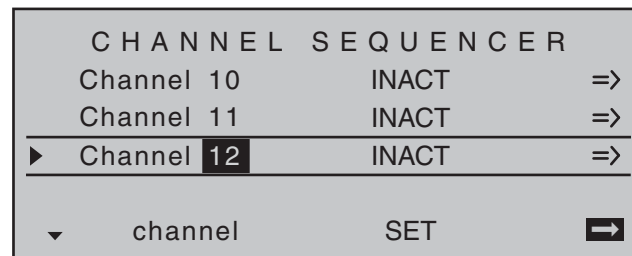 CHANNEL SEQUENCER
Channel 10 INACT =>
Channel 11 INACT =>
Channel 12 INACT =>
channel SET